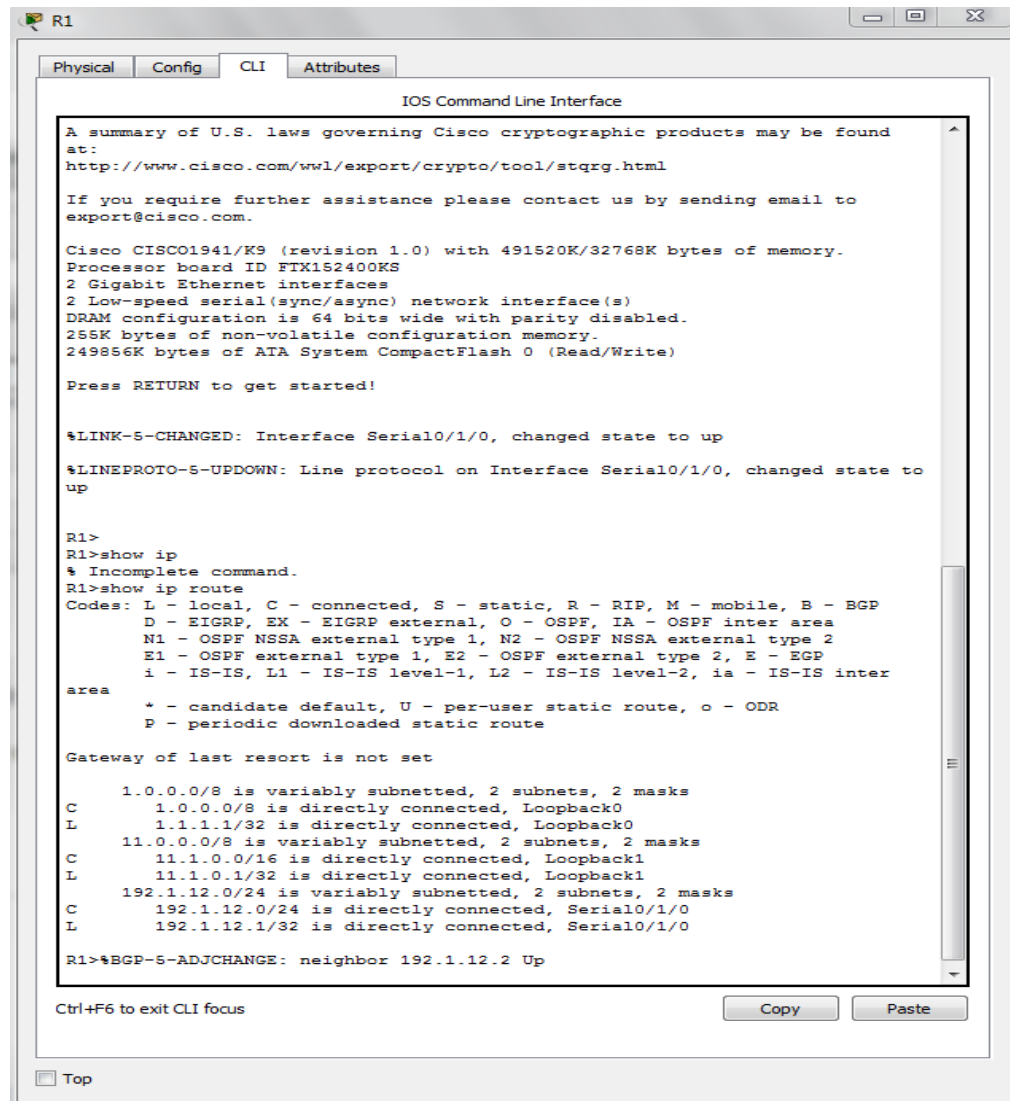 R1
Physical Config CLI Attributes
IOS Command Line Interface
A summary of U.S. laws governing Cisco cryptographic products may be found
at:
http://www.cisco.com/wwl/export/crypto/tool/stqrg.html
If you require further assistance please contact us by sending email to
export@cisco.com.
Cisco CISCO1941/K9 (revision 1.0) with 491520K/32768K bytes of memory.
Processor board ID FTX152400KS
2 Gigabit Ethernet interfaces
2 Low-speed serial(sync/async) network interface(s)
DRAM configuration is 64 bits wide with parity disabled.
255K bytes of non-volatile configuration memory.
249856K bytes of ATA System CompactFlash 0 (Read/Write)
Press RETURN to get started!
%LINK-5-CHANGED: Interface Serial0/1/0, changed state to up
%LINEPROTO-5-UPDOWN: Line protocol on Interface Serial0/1/0, changed state to
up
R1>
R1>show ip
% Incomplete command.
R1>show ip route
Codes: L - local, C - connected, S - static, R - RIP, M - mobile, B - BGP
D - EIGRP, EX - EIGRP external, O - OSPF, IA - OSPF inter area
N1 - OSPF NSSA external type 1, N2 - OSPF NSSA external type 2
E1 - OSPF external type 1, E2 - OSPF external type 2, E - EGP
i - IS-IS, L1 - IS-IS level-1, L2 - IS-IS level-2, ia - IS-IS inter
area
* - candidate default, U - per-user static route, o - ODR
P - periodic downloaded static route
Gateway of last resort is not set
1.0.0.0/8 is variably subnetted, 2 subnets, 2 masks
C 1.0.0.0/8 is directly connected, Loopback0
L 1.1.1.1/32 is directly connected, Loopback0
11.0.0.0/8 is variably subnetted, 2 subnets, 2 masks
C 11.1.0.0/16 is directly connected, Loopback1
L 11.1.0.1/32 is directly connected, Loopback1
192.1.12.0/24 is variably subnetted, 2 subnets, 2 masks
C 192.1.12.0/24 is directly connected, Serial0/1/0
L 192.1.12.1/32 is directly connected, Serial0/1/0
R1>%BGP-5-ADJCHANGE: neighbor 192.1.12.2 Up
Ctrl+F6 to exit CLI focus
Copy Paste
Top